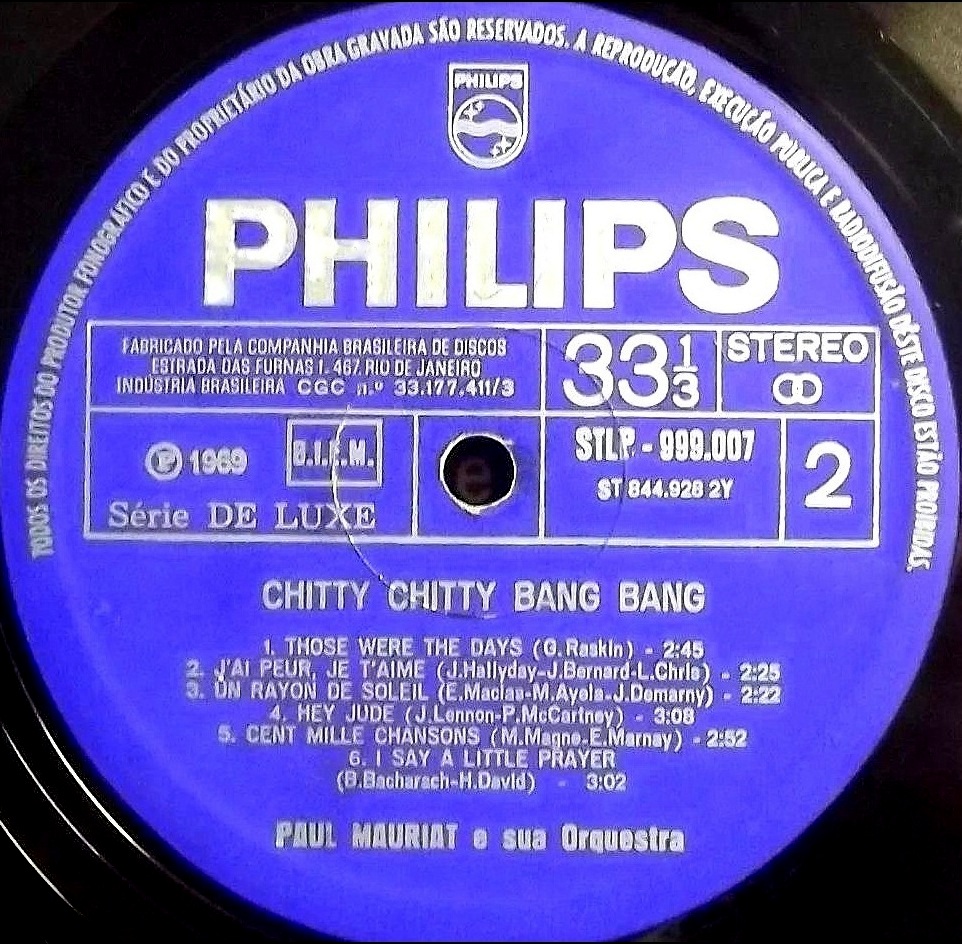 TODOS OS DIREITOS DO PRODUTOR FONOGRÁFICO E DO PROPRIETÁRIO DA OBRA GRAVADA SÃO RESERVADOS. A REPRODUÇÃO, EXECUÇÃO PÚBLICA E RADIODIFUSÃO DÊSTE DISCO ESTÃO PROIBIDAS.
PHILIPS
PHILIPS
FABRICADO PELA COMPANHIA BRASILEIRA DE DISCOS
ESTRADA DAS FURNAS 1. 467. RIO DE JANEIRO
INDÚSTRIA BRASILEIRA CGC n.º 33.177.411/3
33 1/3
STEREO
Ⓟ 1969
B.I.E.M.
Série DE LUXE
STLP. - 999.007
ST 844.928 2Y
2
CHITTY CHITTY BANG BANG
1. THOSE WERE THE DAYS (G.Raskin) - 2:45
2. J'AI PEUR, JE T'AIME (J.Hallyday-J.Bernard-L.Chris) - 2:25
3. UN RAYON DE SOLEIL (E.Macias-M.Ayela-J.Demarny) - 2:22
4. HEY JUDE (J.Lennon-P.McCartney) - 3:08
5. CENT MILLE CHANSONS (M.Magne-E.Marnay) - 2:52
6. I SAY A LITTLE PRAYER
(B.Bacharach-H.David) - 3:02
PAUL MAURIAT e sua Orquestra